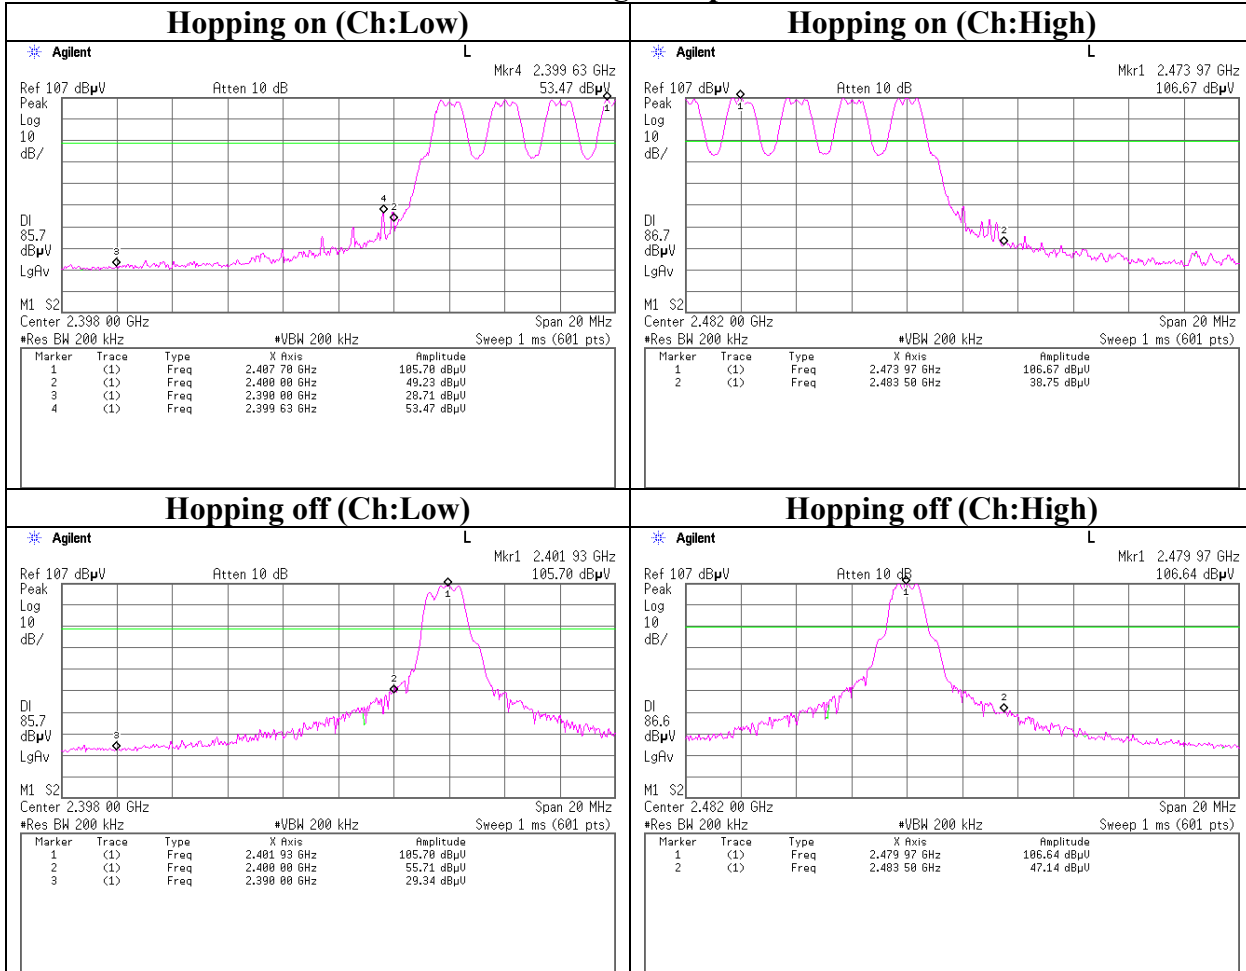 Hopping on (Ch:Low)
Agilent
L
Mkr4 2.399 63 GHz
Ref 107 dBµV
Atten 10 dB
53.47 dBµV
Peak
Log
10
dB/
1
4
2
3
DI
85.7
dBµV
LgAv
M1 S2
Center 2.398 00 GHz
Span 20 MHz
#Res BW 200 kHz
#VBW 200 kHz
Sweep 1 ms (601 pts)
Marker Trace Type X Axis Amplitude
1 (1) Freq 2.407 70 GHz 105.70 dBµV
2 (1) Freq 2.400 00 GHz 49.23 dBµV
3 (1) Freq 2.390 00 GHz 28.71 dBµV
4 (1) Freq 2.399 63 GHz 53.47 dBµV
Hopping on (Ch:High)
Agilent
L
Mkr1 2.473 97 GHz
Ref 107 dBµV
Atten 10 dB
106.67 dBµV
Peak
Log
10
dB/
1
2
DI
86.7
dBµV
LgAv
M1 S2
Center 2.482 00 GHz
Span 20 MHz
#Res BW 200 kHz
#VBW 200 kHz
Sweep 1 ms (601 pts)
Marker Trace Type X Axis Amplitude
1 (1) Freq 2.473 97 GHz 106.67 dBµV
2 (1) Freq 2.483 50 GHz 38.75 dBµV
Hopping off (Ch:Low)
Agilent
L
Mkr1 2.401 93 GHz
Ref 107 dBµV
Atten 10 dB
105.70 dBµV
Peak
Log
10
dB/
1
2
3
DI
85.7
dBµV
LgAv
M1 S2
Center 2.398 00 GHz
Span 20 MHz
#Res BW 200 kHz
#VBW 200 kHz
Sweep 1 ms (601 pts)
Marker Trace Type X Axis Amplitude
1 (1) Freq 2.401 93 GHz 105.70 dBµV
2 (1) Freq 2.400 00 GHz 55.71 dBµV
3 (1) Freq 2.390 00 GHz 29.34 dBµV
Hopping off (Ch:High)
Agilent
L
Mkr1 2.479 97 GHz
Ref 107 dBµV
Atten 10 dB
106.64 dBµV
Peak
Log
10
dB/
1
2
DI
86.6
dBµV
LgAv
M1 S2
Center 2.482 00 GHz
Span 20 MHz
#Res BW 200 kHz
#VBW 200 kHz
Sweep 1 ms (601 pts)
Marker Trace Type X Axis Amplitude
1 (1) Freq 2.479 97 GHz 106.64 dBµV
2 (1) Freq 2.483 50 GHz 47.14 dBµV